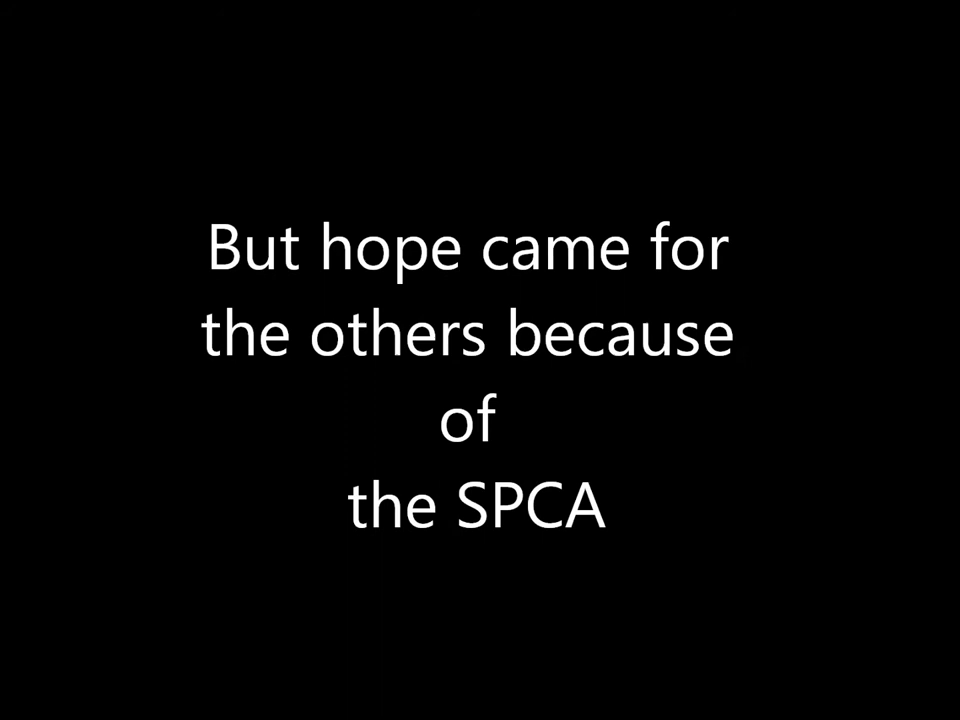 But hope came for
the others because
of
the SPCA